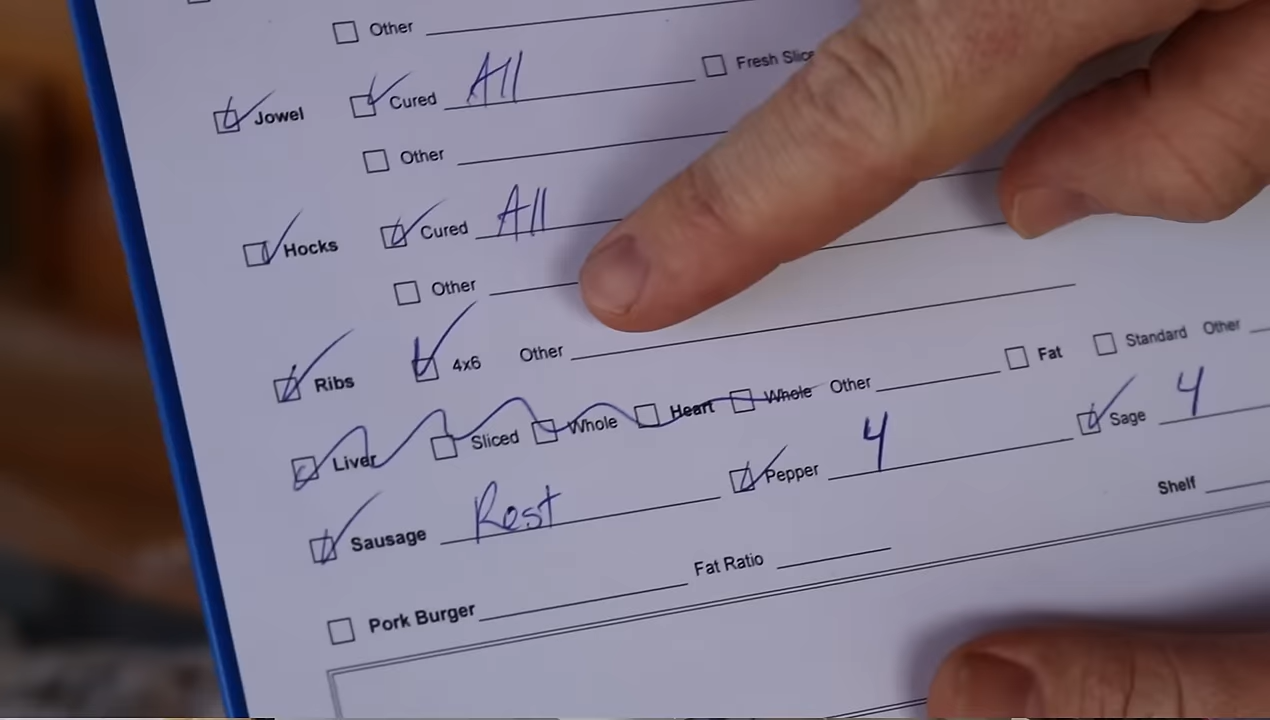 Other
Jowel Cured All Fresh Slic
Other
Hocks Cured All
Other
Ribs 4x6 Other
Liver Sliced Whole Heart Whole Other Fat Standard Other
Sausage Rest Pepper 4 Sage 4
Shelf
Pork Burger Fat Ratio